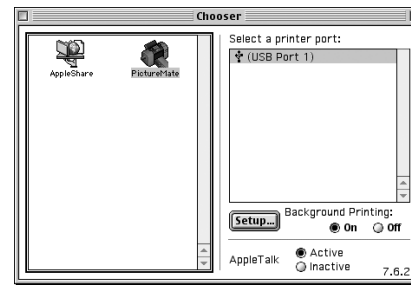 Chooser
AppleShare
PictureMate
Select a printer port:
(USB Port 1)
Setup...
Background Printing:
On Off
AppleTalk
Active
Inactive
7.6.2